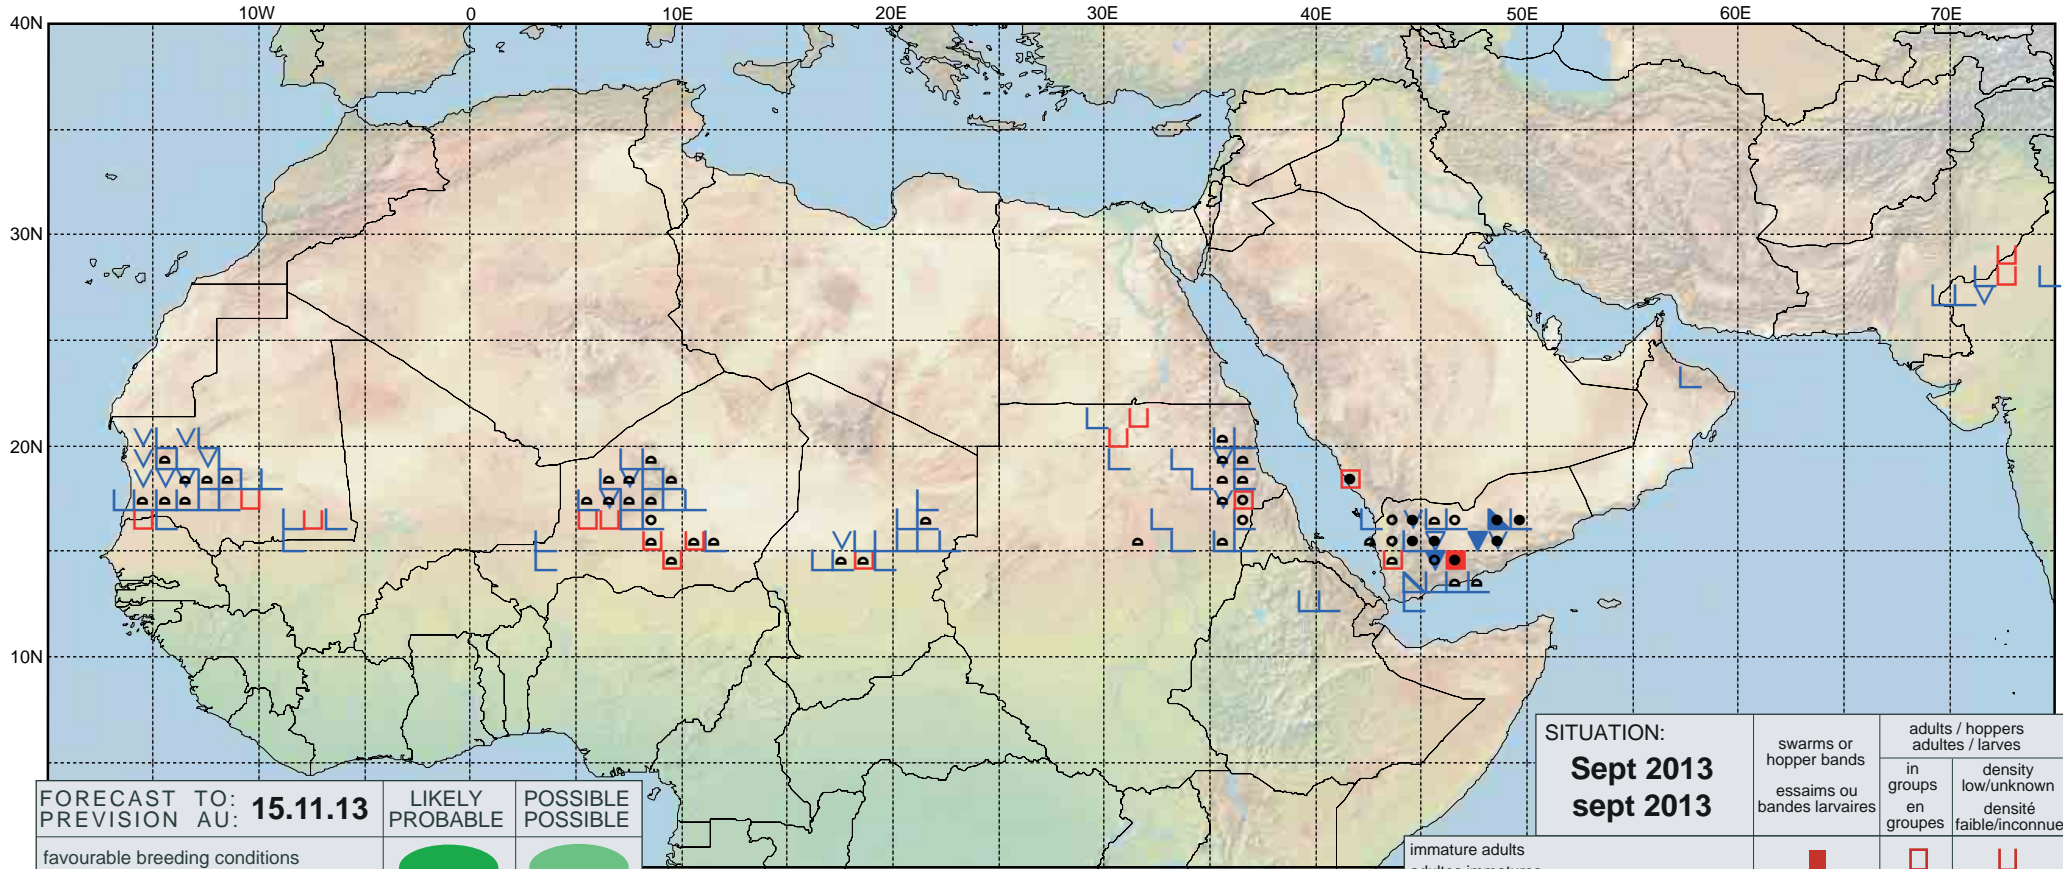 10W 0 10E 20E 30E 40E 50E 60E 70E
40N
30N
20N
10N
FORECAST TO:
PREVISION AU:
15.11.13
LIKELY
PROBABLE
POSSIBLE
POSSIBLE
favourable breeding conditions
SITUATION:
Sept 2013
sept 2013
swarms or
hopper bands
essaims ou
bandes larvaires
adults / hoppers
adultes / larves
in
groups
en
groupes
density
low/unknown
densité
faible/inconnue
immature adults
adultes immatures